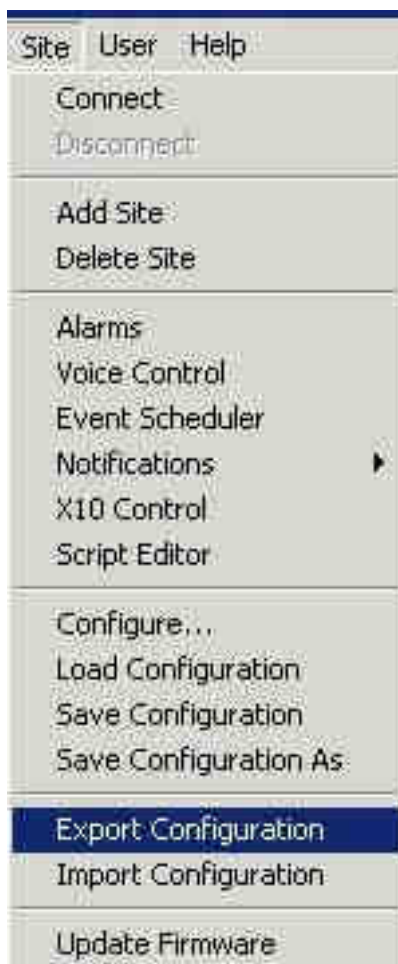 Site User Help
Connect
Disconnect
Add Site
Delete Site
Alarms
Voice Control
Event Scheduler
Notifications
X10 Control
Script Editor
Configure...
Load Configuration
Save Configuration
Save Configuration As
Export Configuration
Import Configuration
Update Firmware